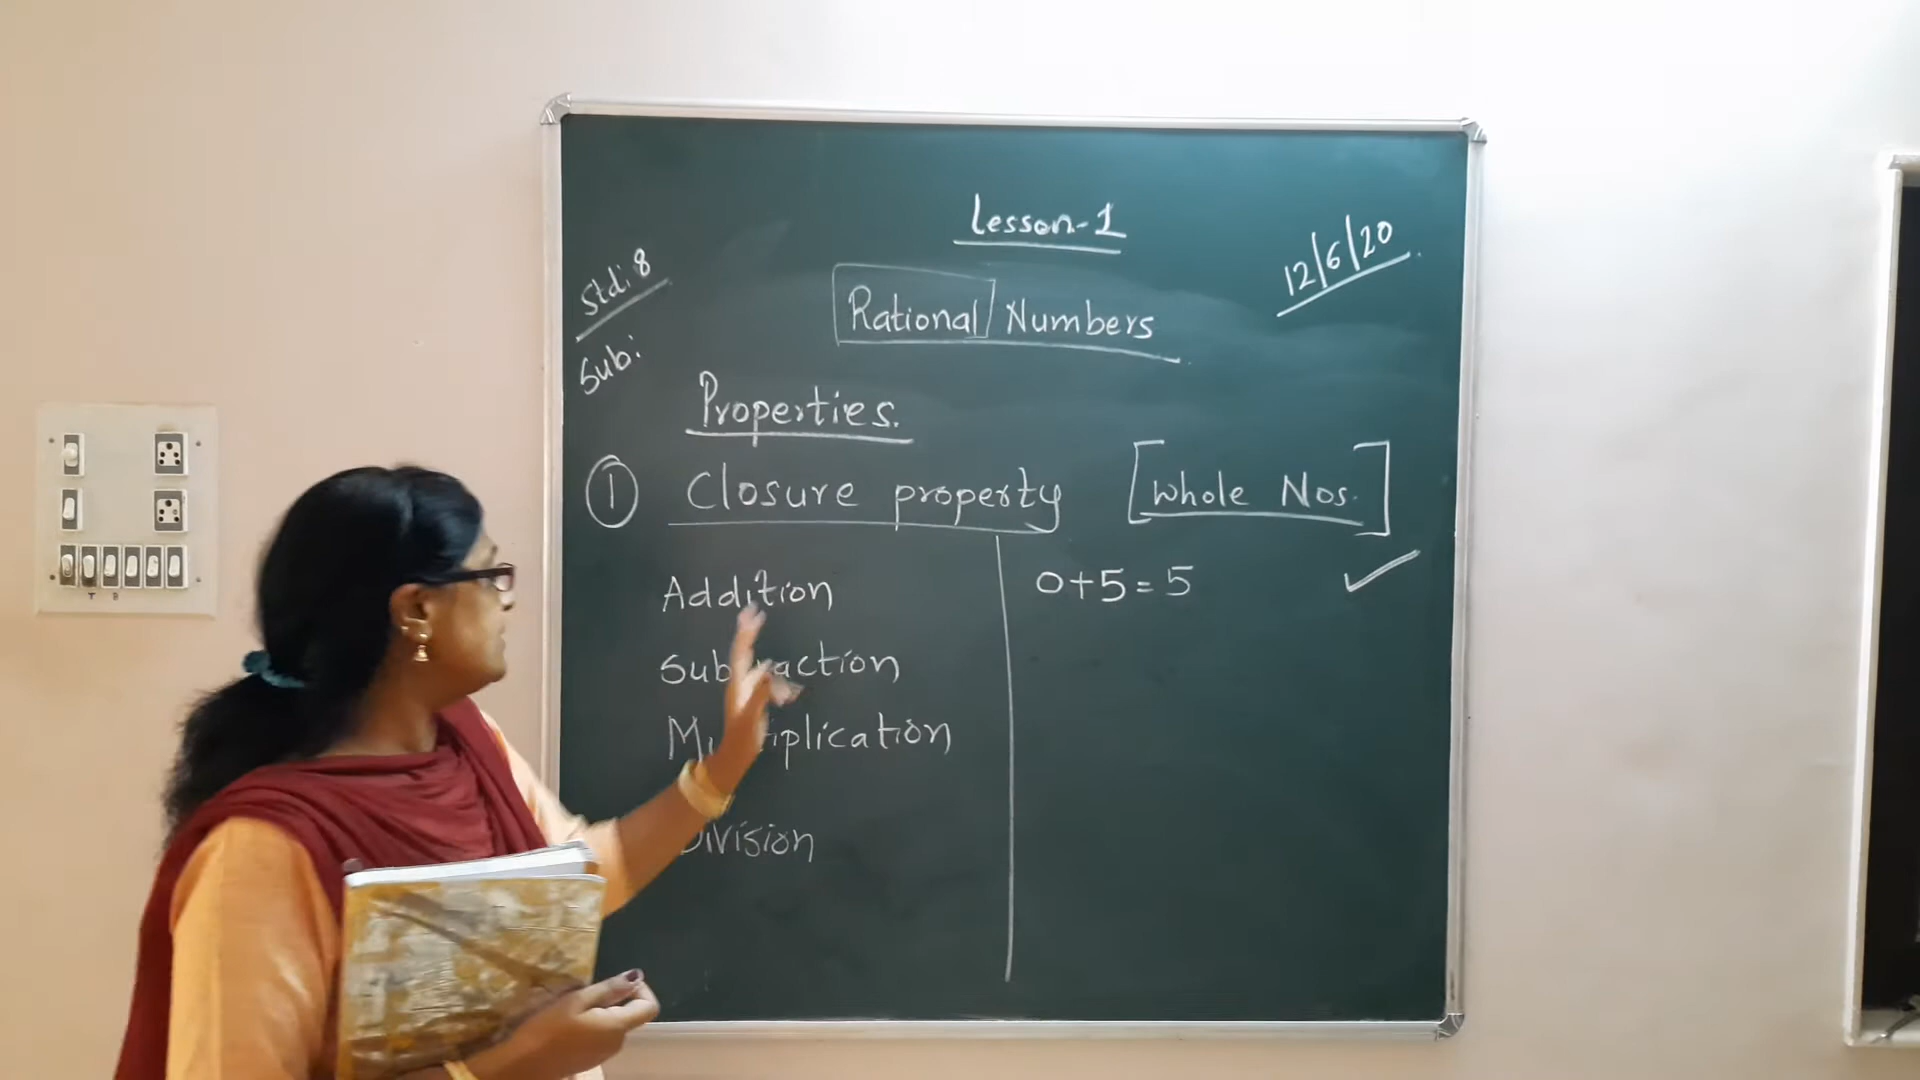 Lesson-1
12/6/20
Std: 8
Sub:
Rational Numbers
Properties.
1 Closure property [Whole Nos.]
Addition 0+5=5 ✓
Subtraction
Multiplication
Division